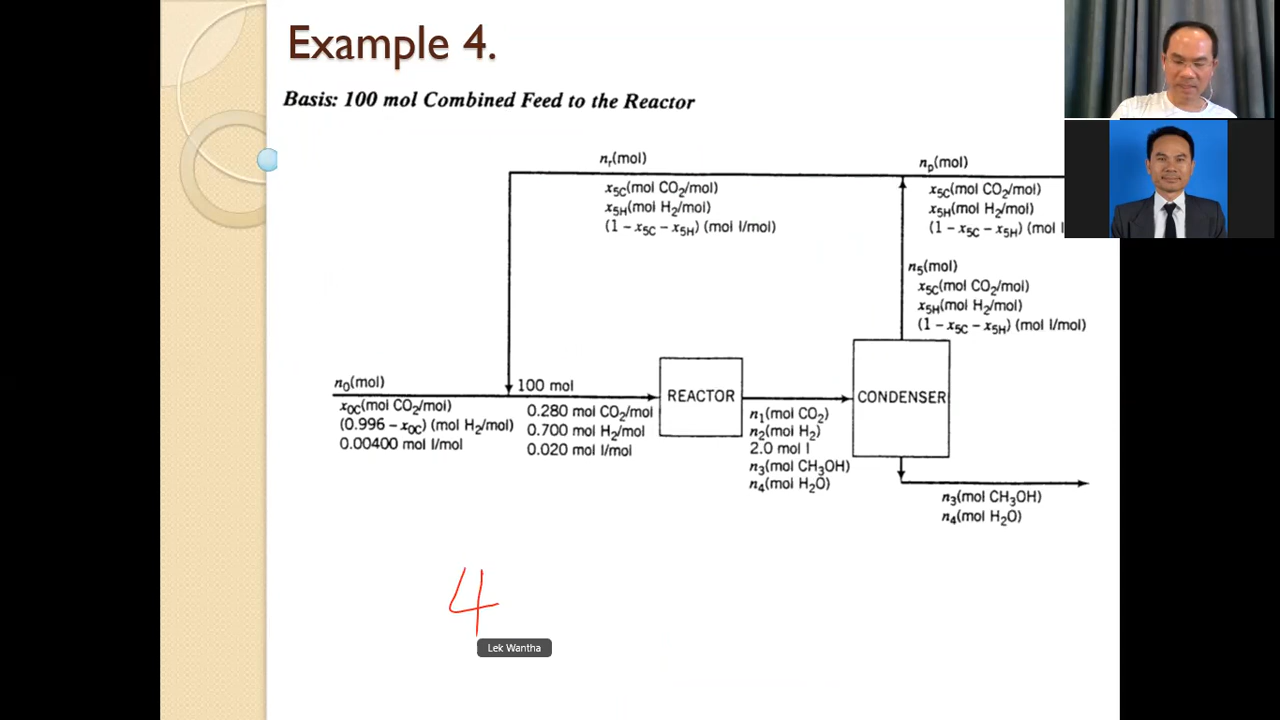 Example 4.
Basis: 100 mol Combined Feed to the Reactor
nr(mol)
x5C(mol CO2/mol)
x5H(mol H2/mol)
(1 − x5C − x5H) (mol I/mol)
np(mol)
x5C(mol CO2/mol)
x5H(mol H2/mol)
(1 − x5C − x5H) (mol I
n5(mol)
x5C(mol CO2/mol)
x5H(mol H2/mol)
(1 − x5C − x5H) (mol I/mol)
n0(mol)
x0C(mol CO2/mol)
(0.996 − x0C) (mol H2/mol)
0.00400 mol I/mol
100 mol
0.280 mol CO2/mol
0.700 mol H2/mol
0.020 mol I/mol
REACTOR
n1(mol CO2)
n2(mol H2)
2.0 mol I
n3(mol CH3OH)
n4(mol H2O)
CONDENSER
n3(mol CH3OH)
n4(mol H2O)
4
Lek Wantha